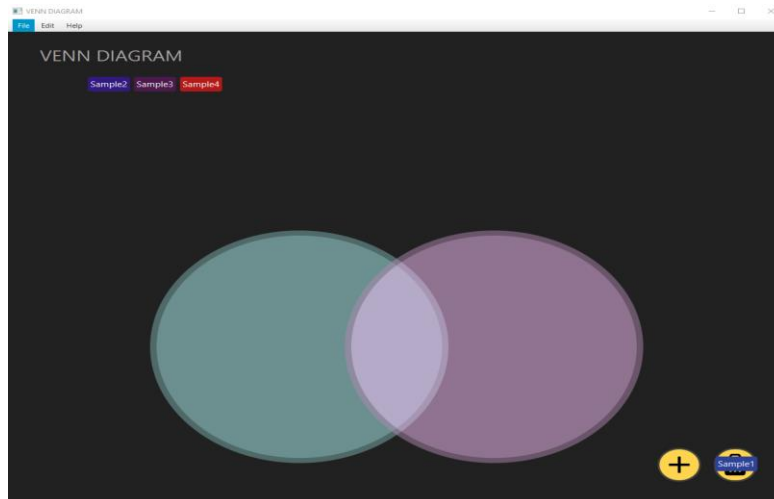 VENN DIAGRAM
File Edit Help
VENN DIAGRAM
Sample2 Sample3 Sample4
Sample1